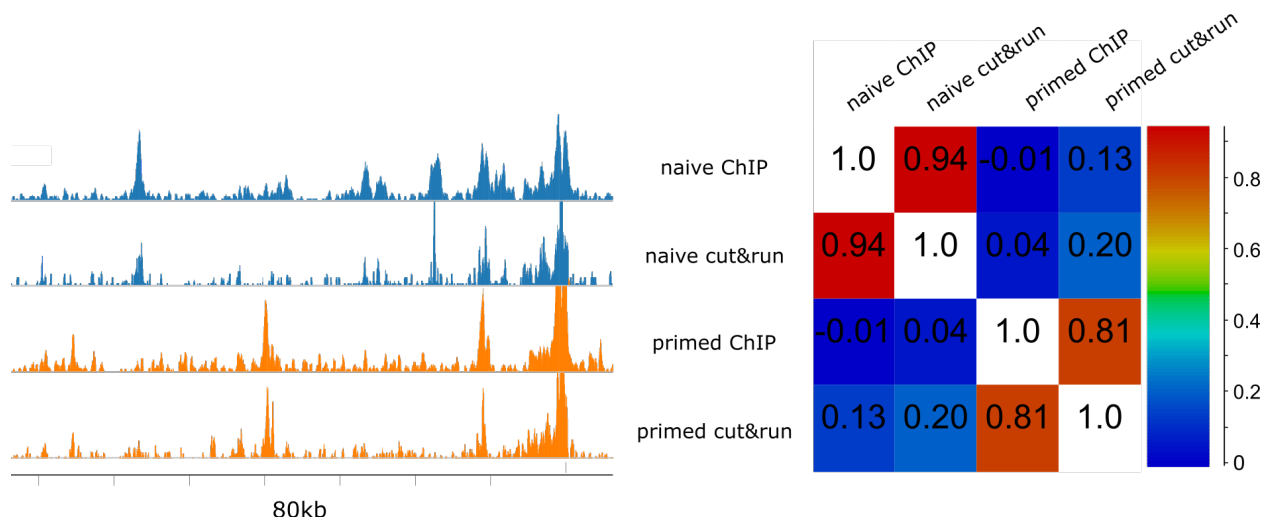 naive ChIP
naive cut&run
primed ChIP
primed cut&run
80kb
naive ChIP naive cut&run primed ChIP primed cut&run
1.0 0.94 -0.01 0.13
0.94 1.0 0.04 0.20
-0.01 0.04 1.0 0.81
0.13 0.20 0.81 1.0
0.8
0.6
0.4
0.2
0